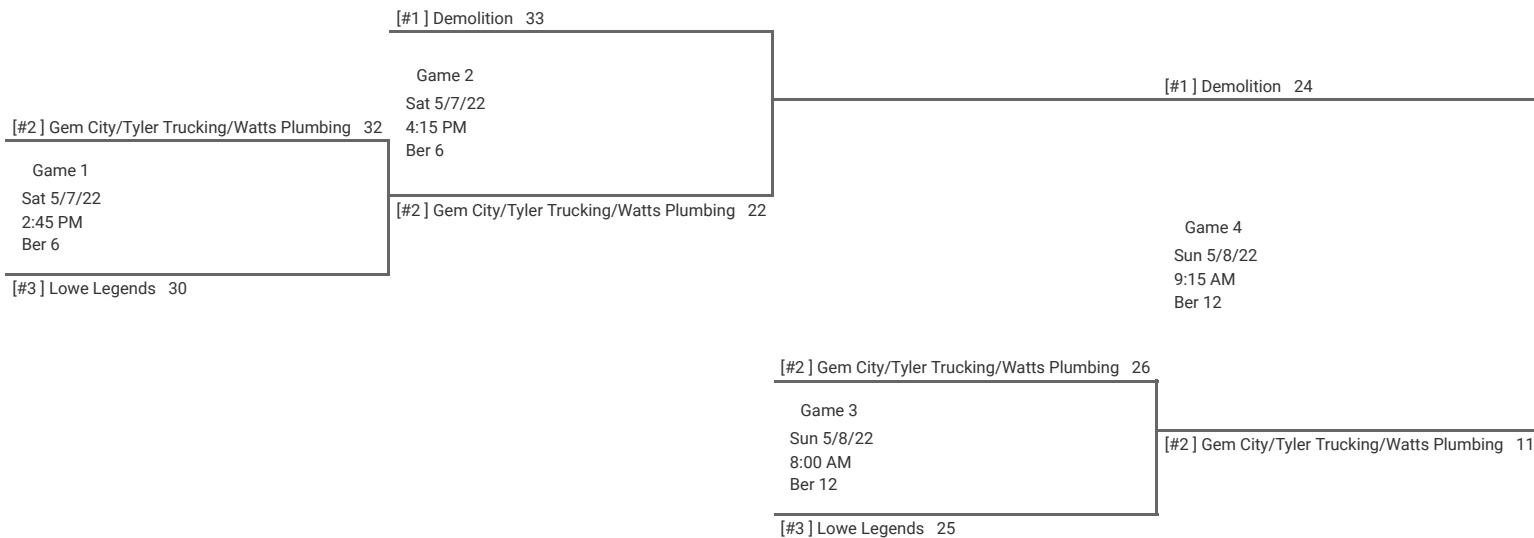 [#1 ] Demolition 33
Game 2
Sat 5/7/22
4:15 PM
Ber 6
[#1 ] Demolition 24
[#2 ] Gem City/Tyler Trucking/Watts Plumbing 32
Game 1
Sat 5/7/22
2:45 PM
Ber 6
[#2 ] Gem City/Tyler Trucking/Watts Plumbing 22
[#3 ] Lowe Legends 30
Game 4
Sun 5/8/22
9:15 AM
Ber 12
[#2 ] Gem City/Tyler Trucking/Watts Plumbing 26
Game 3
Sun 5/8/22
8:00 AM
Ber 12
[#2 ] Gem City/Tyler Trucking/Watts Plumbing 11
[#3 ] Lowe Legends 25